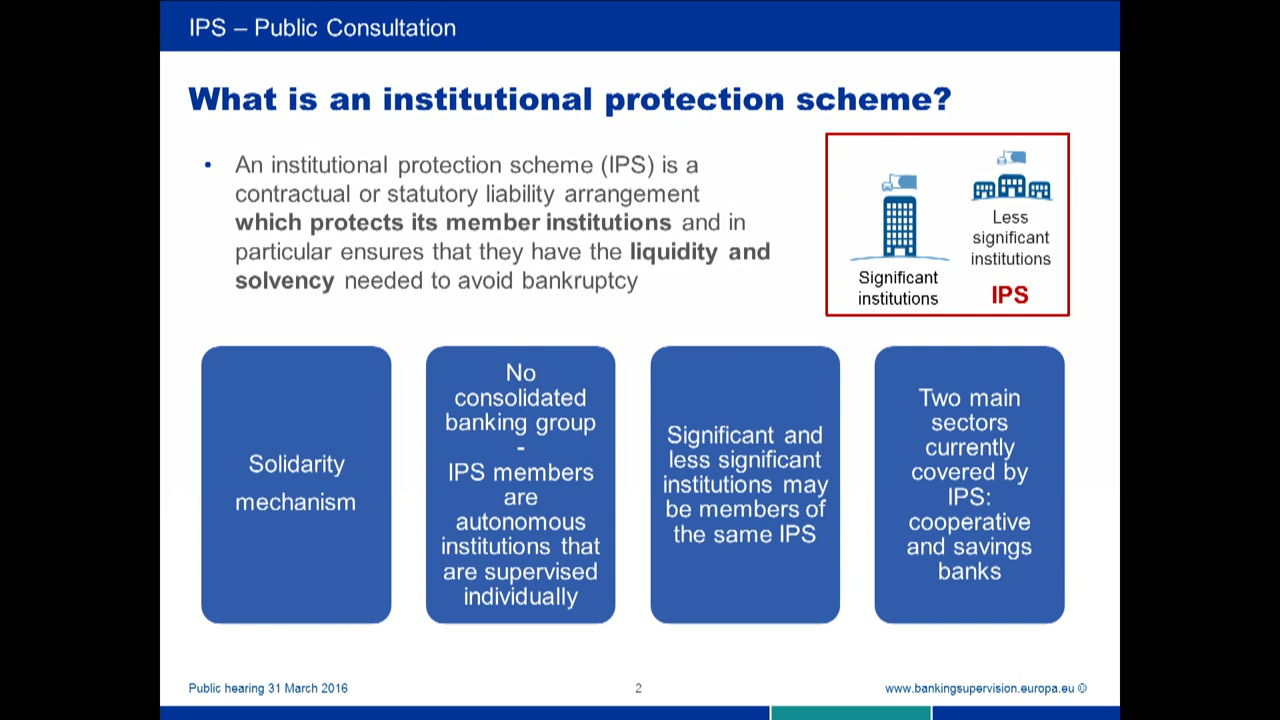 IPS – Public Consultation
What is an institutional protection scheme?
• An institutional protection scheme (IPS) is a
contractual or statutory liability arrangement
which protects its member institutions and in
particular ensures that they have the liquidity and
solvency needed to avoid bankruptcy
Significant
institutions
Less
significant
institutions
IPS
Solidarity
mechanism
No
consolidated
banking group
-
IPS members
are
autonomous
institutions that
are supervised
individually
Significant and
less significant
institutions may
be members of
the same IPS
Two main
sectors
currently
covered by
IPS:
cooperative
and savings
banks
Public hearing 31 March 2016
2
www.bankingsupervision.europa.eu ©